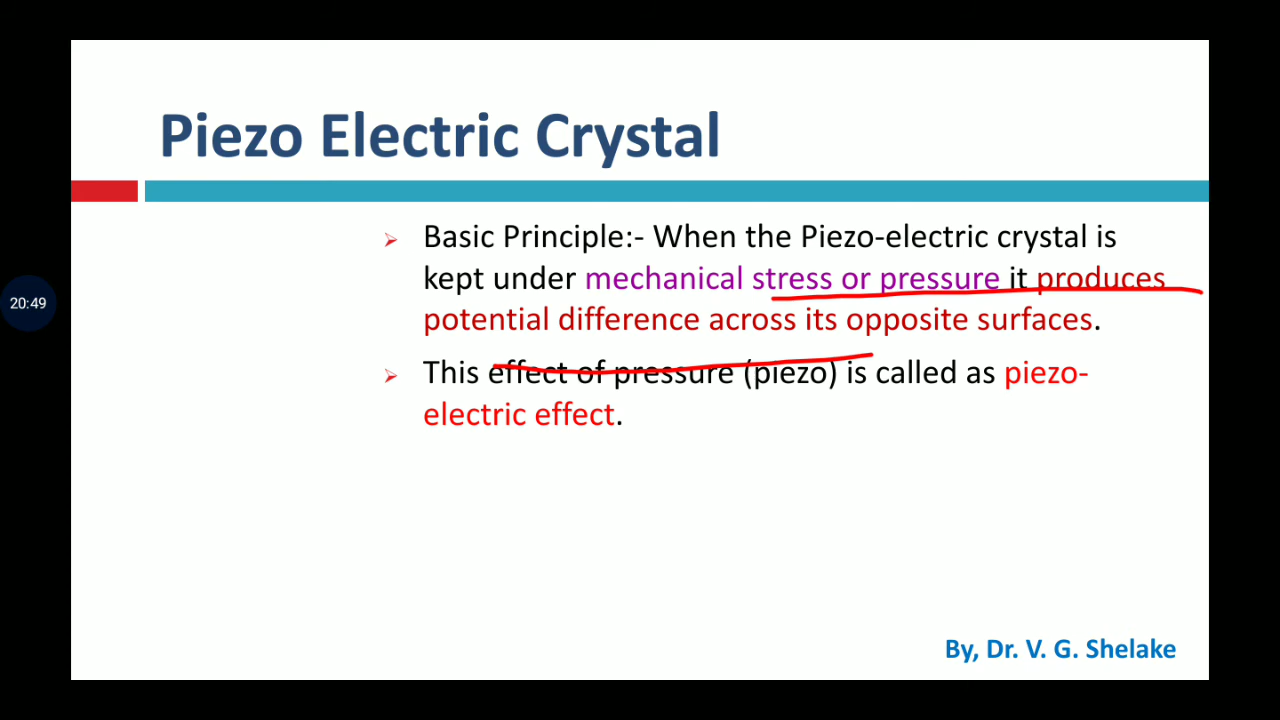 Piezo Electric Crystal
Basic Principle:- When the Piezo-electric crystal is
kept under mechanical stress or pressure it produces
potential difference across its opposite surfaces.
This effect of pressure (piezo) is called as piezo-
electric effect.
20:49
By, Dr. V. G. Shelake